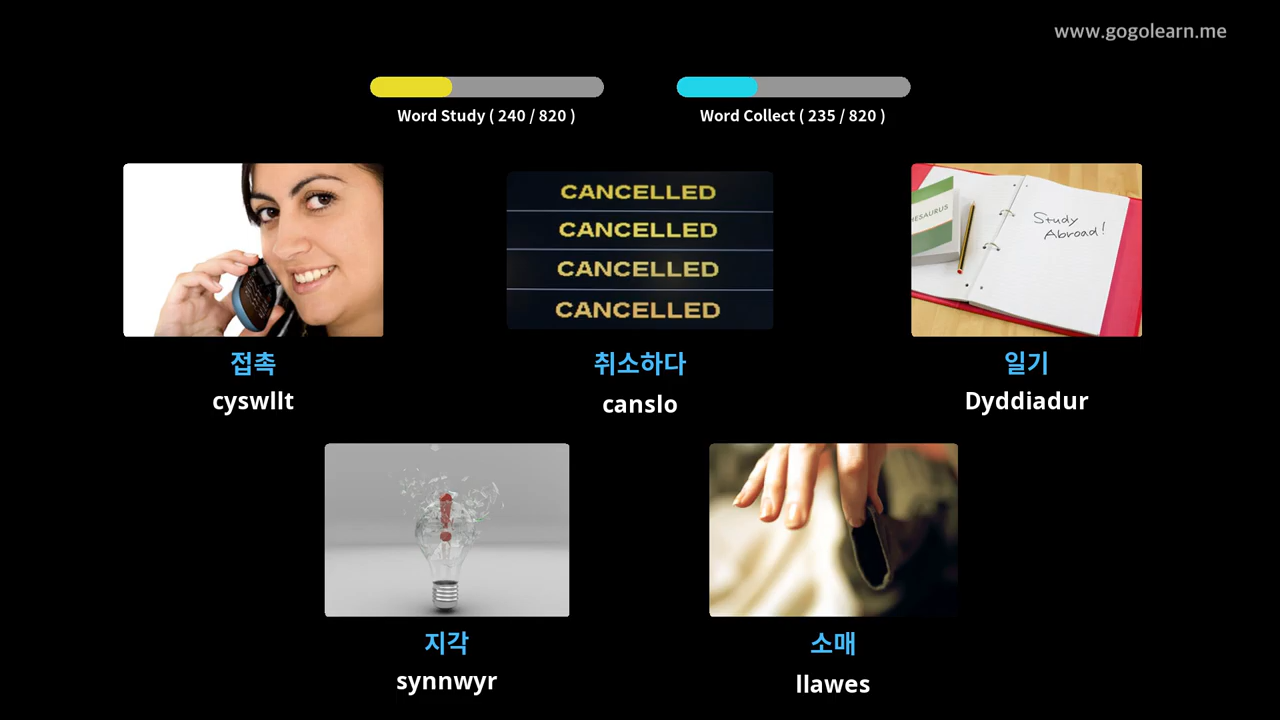 www.gogolearn.me
Word Study ( 240 / 820 )
Word Collect ( 235 / 820 )
CANCELLED
CANCELLED
CANCELLED
CANCELLED
Study
Abroad!
접촉
cyswllt
취소하다
canslo
일기
Dyddiadur
지각
synnwyr
소매
llawes